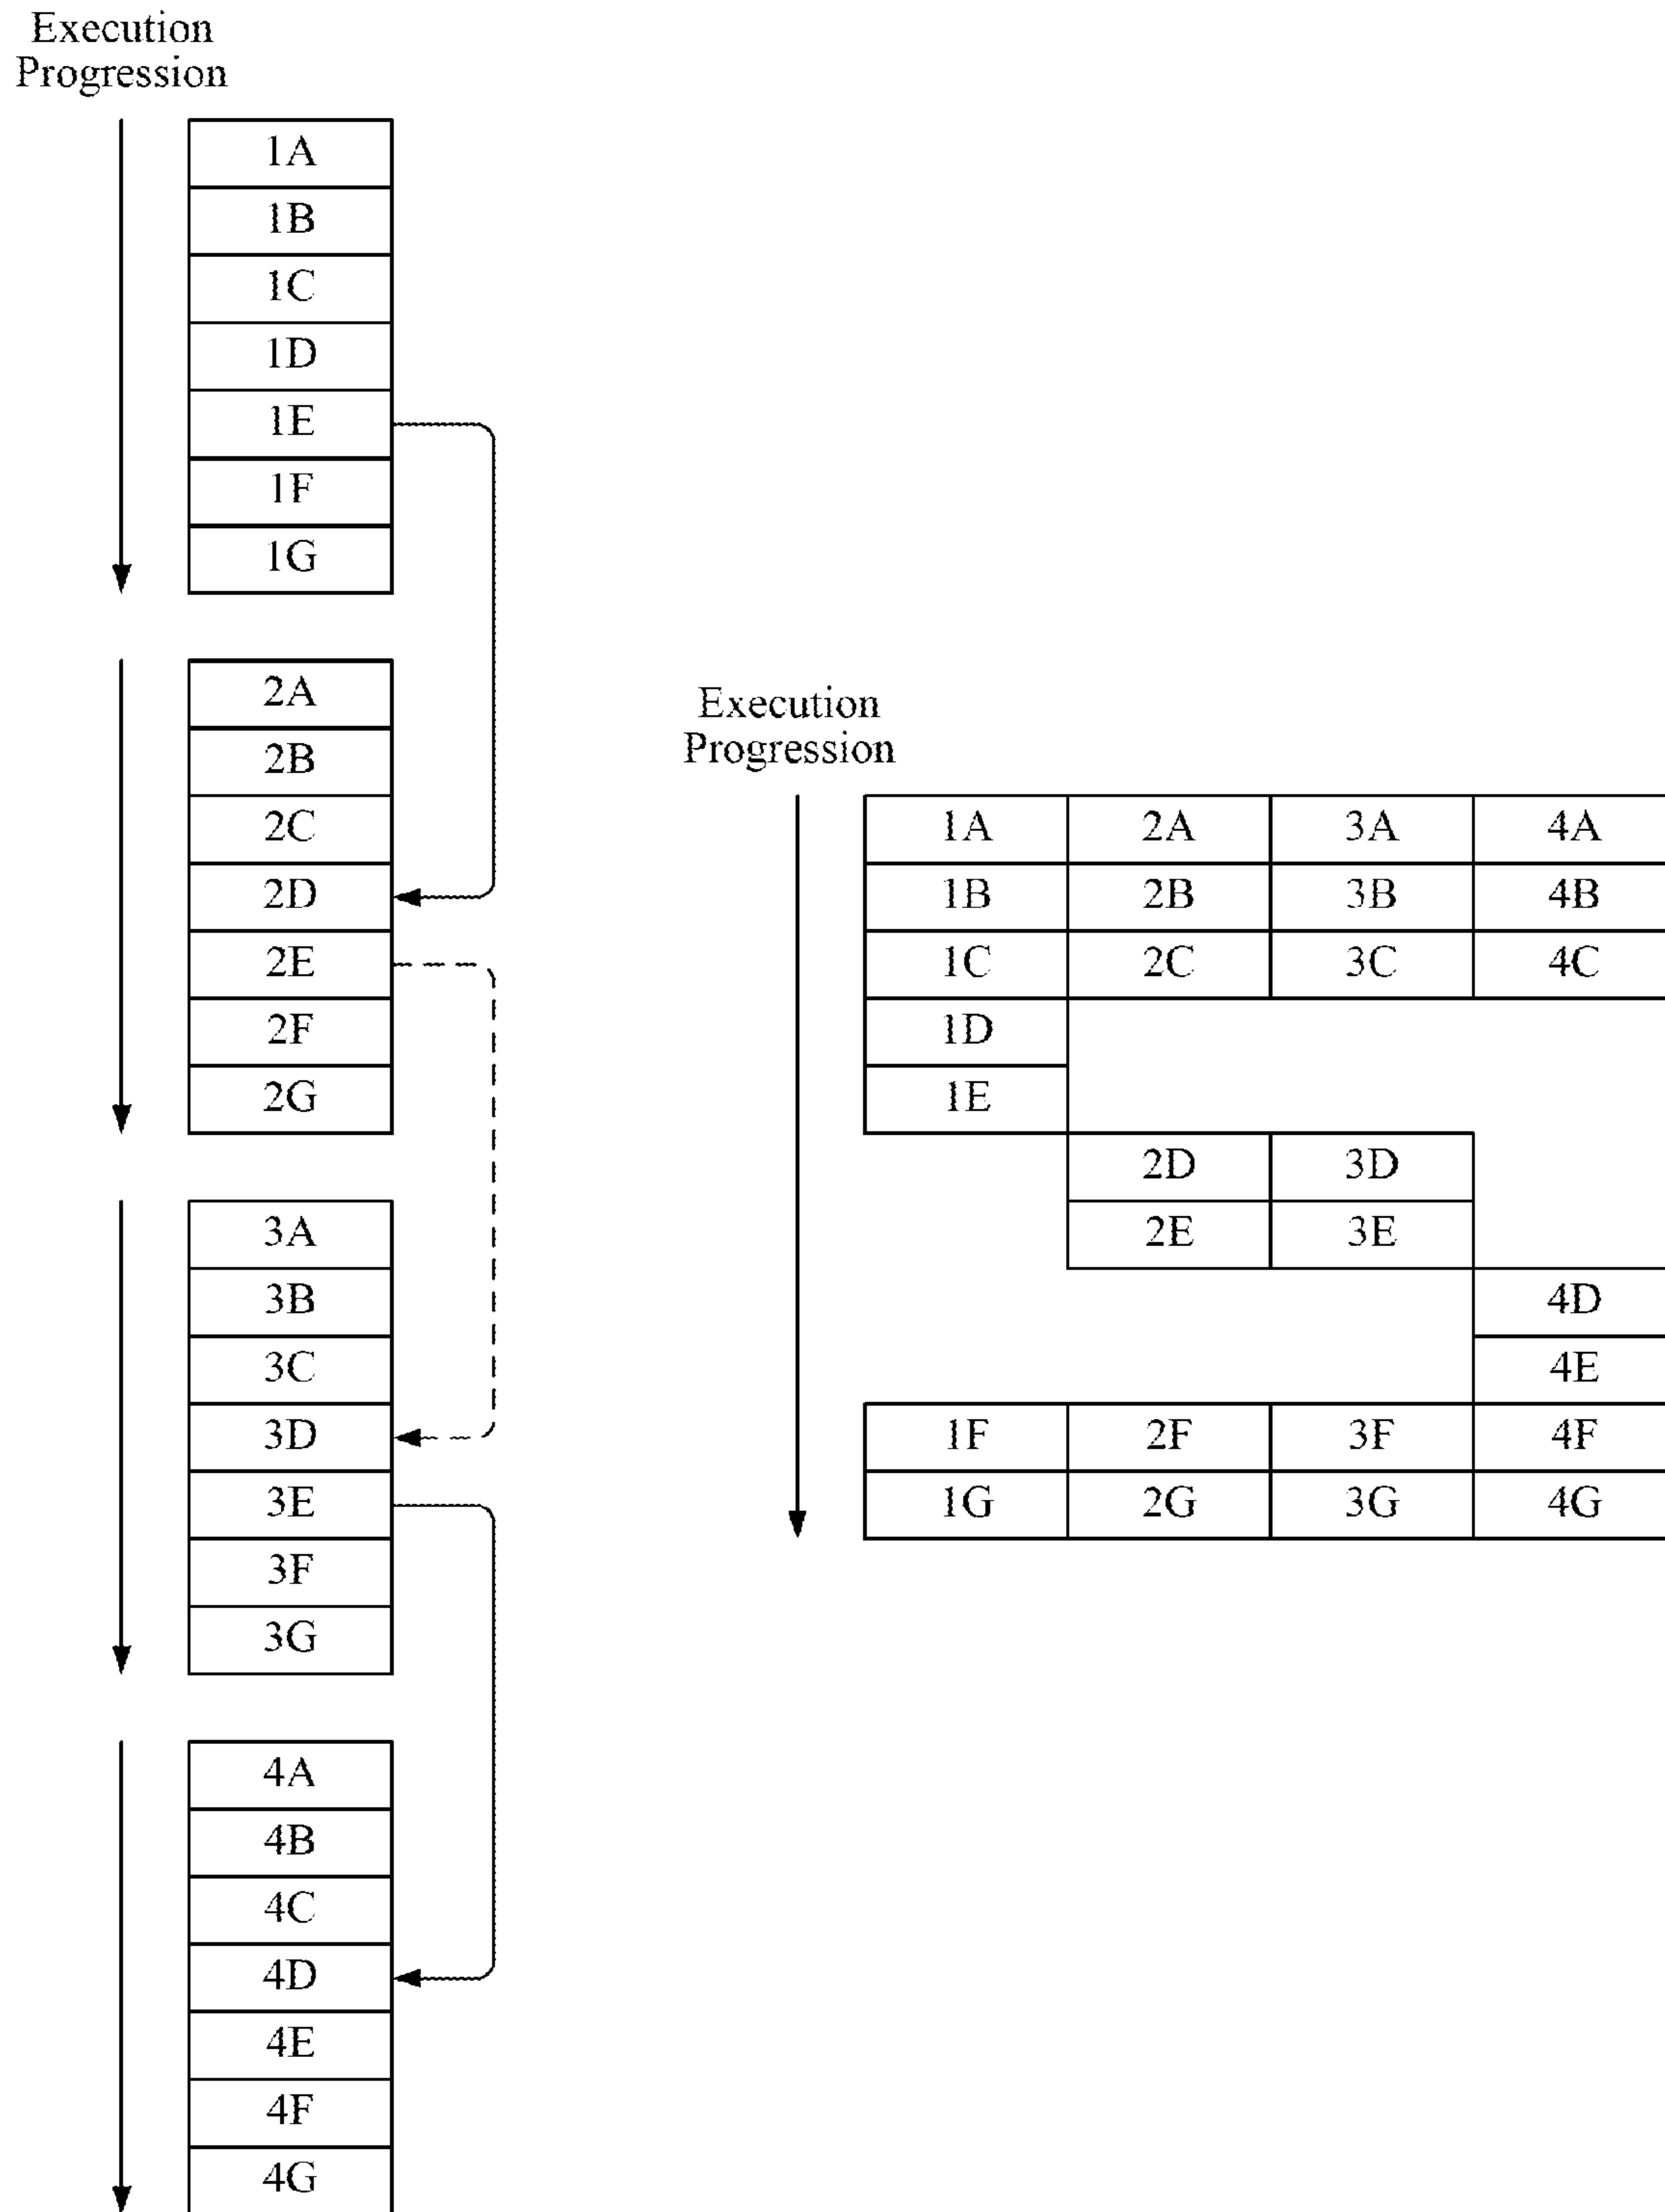 Execution
Progression
1A
1B
1C
1D
1E
1F
1G
2A
2B
2C
2D
2E
2F
2G
3A
3B
3C
3D
3E
3F
3G
4A
4B
4C
4D
4E
4F
4G
Execution
Progression
1A 2A 3A 4A
1B 2B 3B 4B
1C 2C 3C 4C
1D
1E
2D 3D
2E 3E
4D
4E
1F 2F 3F 4F
1G 2G 3G 4G